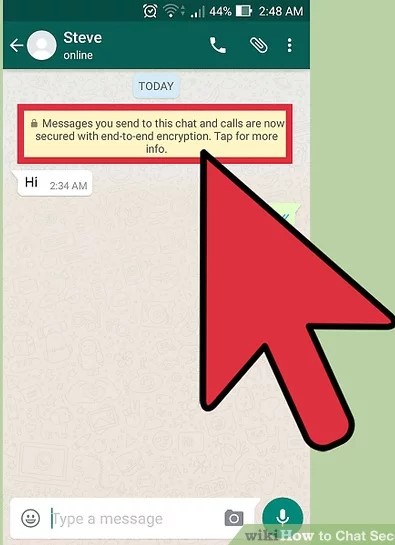 44% 2:48 AM
Steve
online
TODAY
Messages you send to this chat and calls are now
secured with end-to-end encryption. Tap for more
info.
Hi 2:34 AM
Type a message
wikiHow to Chat Sec